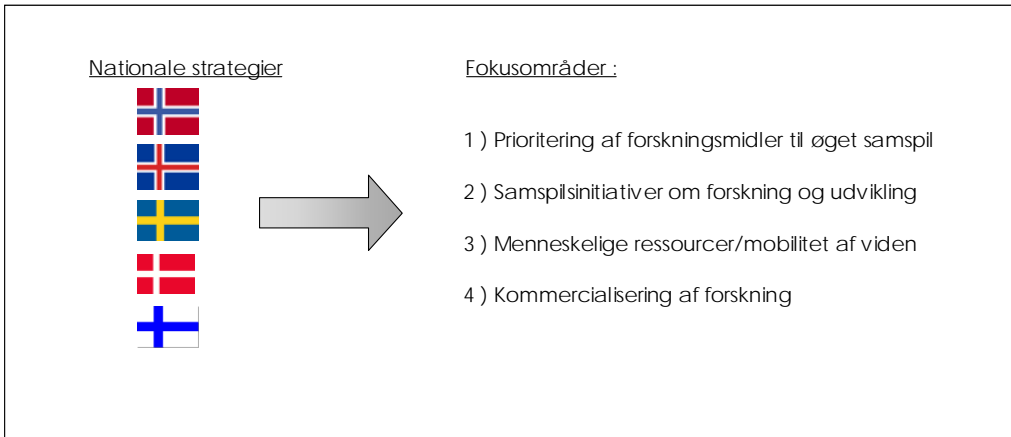 Nationale strategier
Fokusområder :
1 ) Prioritering af forskningsmidler til øget samspil
2 ) Samspilsinitiativer om forskning og udvikling
3 ) Menneskelige ressourcer/mobilitet af viden
4 ) Kommercialisering af forskning